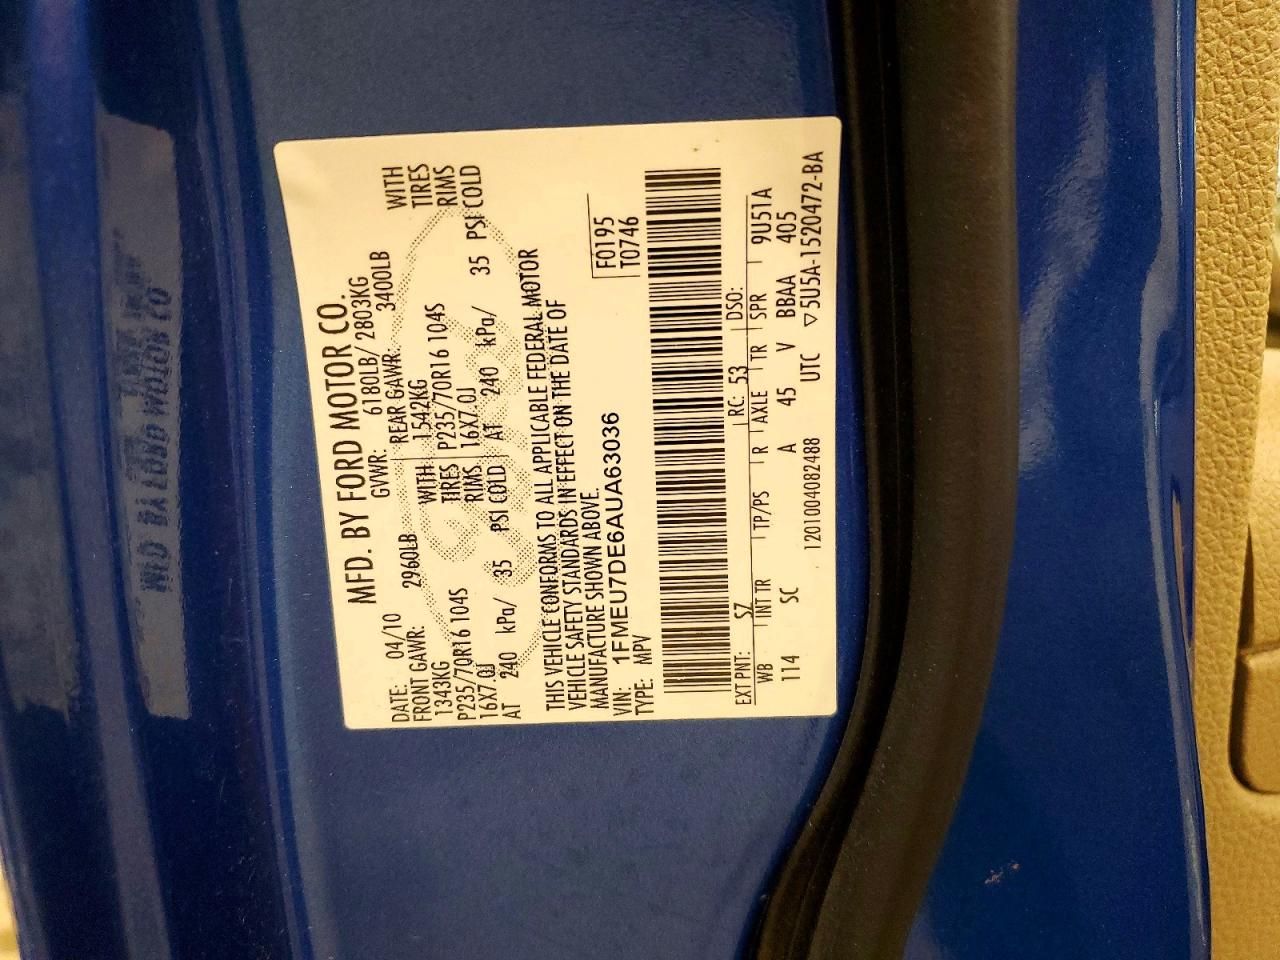 MFD. BY FORD MOTOR CO.
DATE: 04/10 GVWR: 6180LB/ 2803KG
FRONT GAWR: 2960LB REAR GAWR: 3400LB
1343KG WITH 1542KG WITH
P235/70R16 104S TIRES P235/70R16 104S TIRES
16X7.0J RIMS 16X7.0J RIMS
AT 240 kPa/ 35 PSI COLD AT 240 kPa/ 35 PSI COLD
THIS VEHICLE CONFORMS TO ALL APPLICABLE FEDERAL MOTOR
VEHICLE SAFETY STANDARDS IN EFFECT ON THE DATE OF
MANUFACTURE SHOWN ABOVE.
VIN: 1FMEU7DE6AUA63036 F0195
TYPE: MPV T0746
EXT PNT: SZ RC: 53 DSO:
WB INT TR TP/PS R AXLE TR SPR 9U51A
114 SC A 45 V BBAA 405
1201004082488 UTC ▽5U5A-1520472-BA